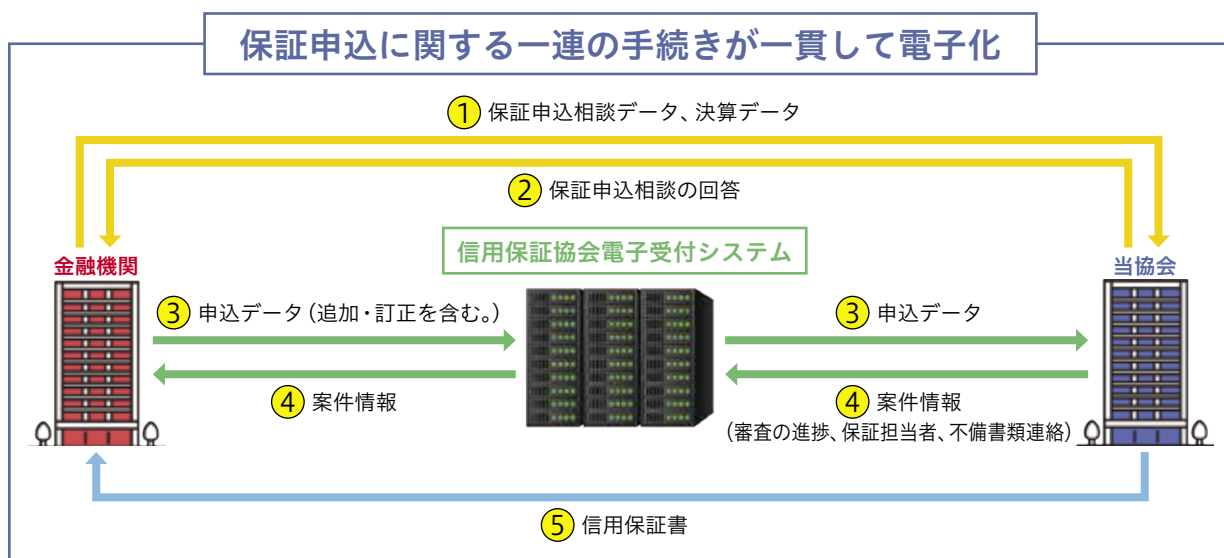 保証申込に関する一連の手続きが一貫して電子化
① 保証申込相談データ、決算データ
② 保証申込相談の回答
信用保証協会電子受付システム
金融機関
当協会
③ 申込データ（追加・訂正を含む。）
③ 申込データ
④ 案件情報
④ 案件情報
（審査の進捗、保証担当者、不備書類連絡）
⑤ 信用保証書